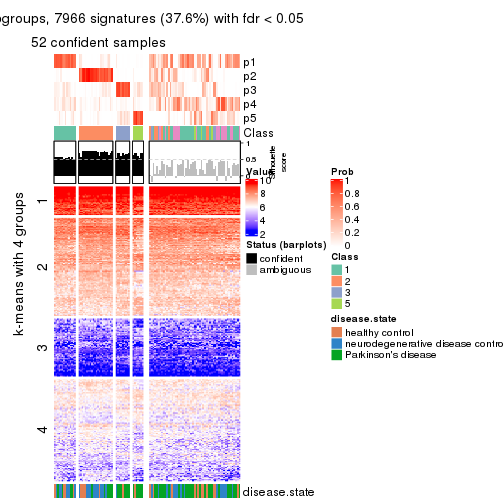 ogroups, 7966 signatures (37.6%) with fdr < 0.05
52 confident samples
p1
p2
p3
p4
p5
Class
1
0.5
0
Silhouette
score
k-means with 4 groups
1
2
3
4
Value
10
8
6
4
2
Status (barplots)
confident
ambiguous
Prob
1
0.8
0.6
0.4
0.2
0
Class
1
2
3
5
disease.state
healthy control
neurodegenerative disease contro
Parkinson's disease
disease.state